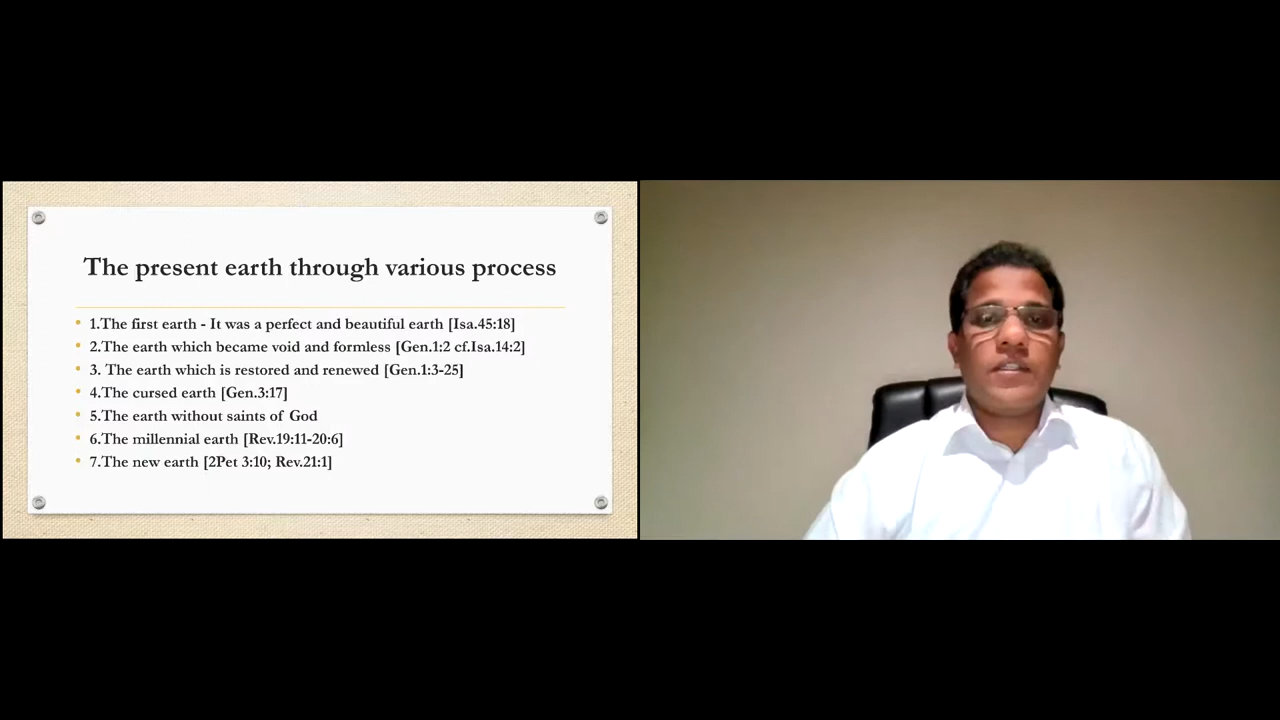 The present earth through various process
• 1.The first earth - It was a perfect and beautiful earth [Isa.45:18]
• 2.The earth which became void and formless [Gen.1:2 cf.Isa.14:2]
• 3. The earth which is restored and renewed [Gen.1:3-25]
• 4.The cursed earth [Gen.3:17]
• 5.The earth without saints of God
• 6.The millennial earth [Rev.19:11-20:6]
• 7.The new earth [2Pet 3:10; Rev.21:1]